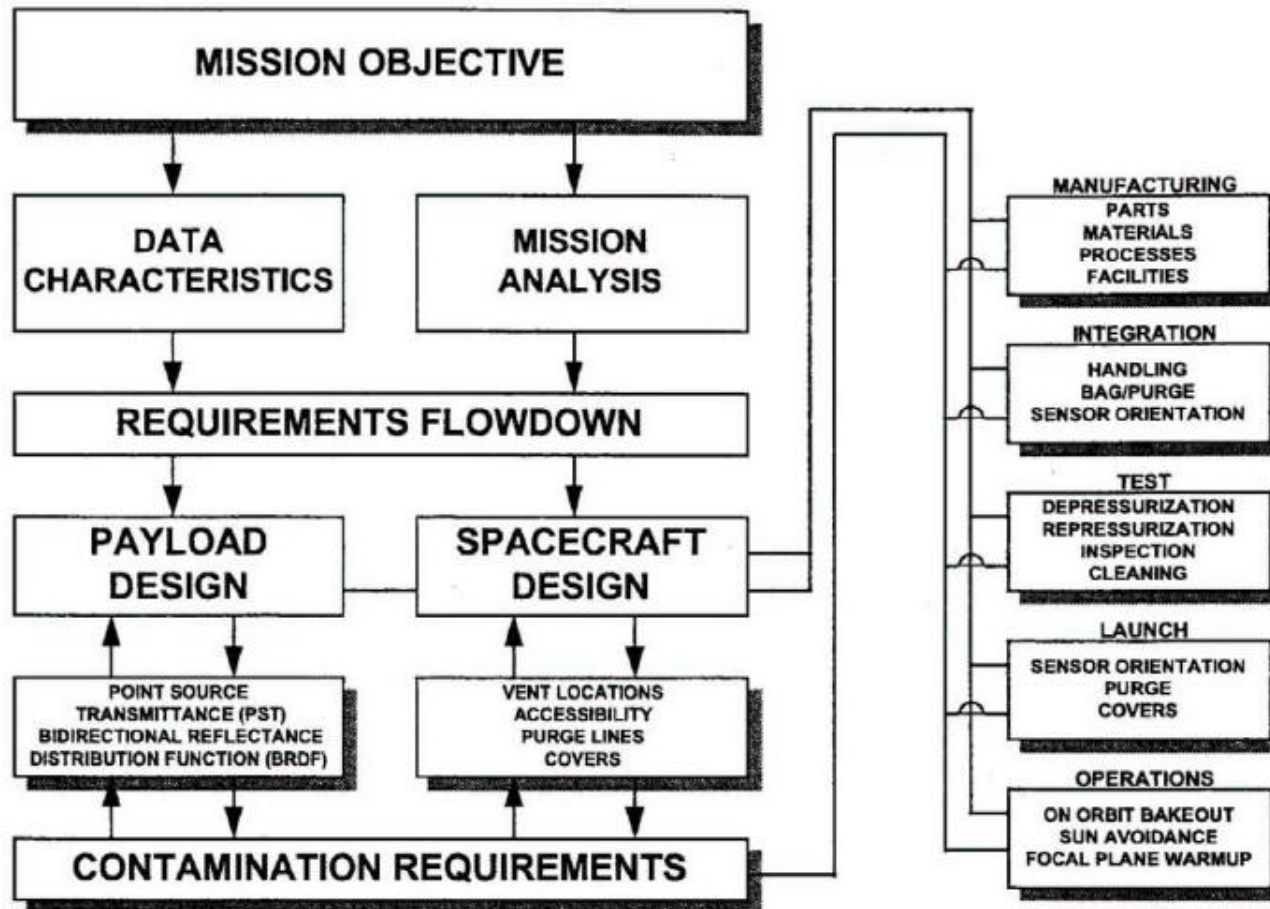 MISSION OBJECTIVE
DATA
CHARACTERISTICS
MISSION
ANALYSIS
REQUIREMENTS FLOWDOWN
PAYLOAD
DESIGN
SPACECRAFT
DESIGN
POINT SOURCE
TRANSMITTANCE (PST)
BIDIRECTIONAL REFLECTANCE
DISTRIBUTION FUNCTION (BRDF)
VENT LOCATIONS
ACCESSIBILITY
PURGE LINES
COVERS
CONTAMINATION REQUIREMENTS
MANUFACTURING
PARTS
MATERIALS
PROCESSES
FACILITIES
INTEGRATION
HANDLING
BAG/PURGE
SENSOR ORIENTATION
TEST
DEPRESSURIZATION
REPRESSURIZATION
INSPECTION
CLEANING
LAUNCH
SENSOR ORIENTATION
PURGE
COVERS
OPERATIONS
ON ORBIT BAKEOUT
SUN AVOIDANCE
FOCAL PLANE WARMUP